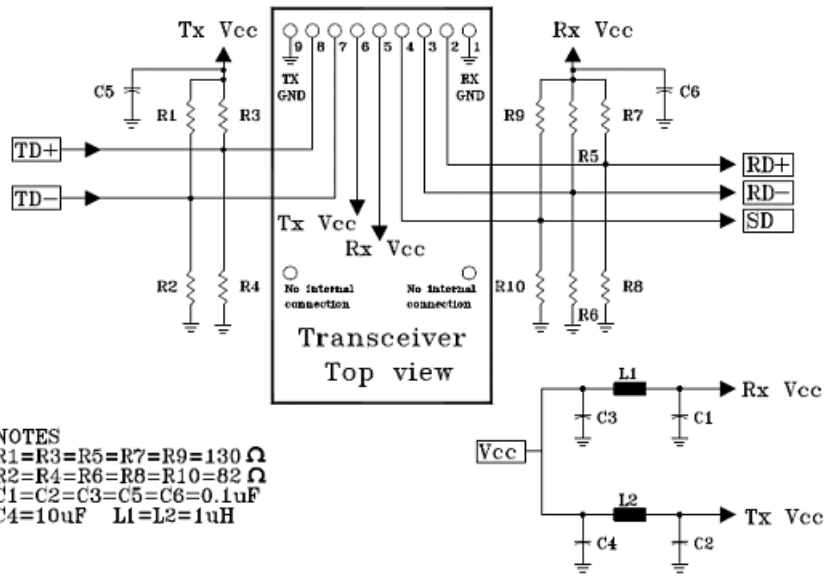 Tx Vcc
Rx Vcc
9 8 7 6 5 4 3 2 1
TX GND
RX GND
C5
C6
R1
R3
R9
R5
R7
TD+
TD-
RD+
RD-
SD
Tx Vcc
Rx Vcc
R2
R4
R10
R6
R8
No internal connection
No internal connection
Transceiver
Top view
NOTES
R1=R3=R5=R7=R9=130 Ω
R2=R4=R6=R8=R10=82 Ω
C1=C2=C3=C5=C6=0.1uF
C4=10uF L1=L2=1uH
Vcc
L1
C3
C1
Rx Vcc
L2
C4
C2
Tx Vcc